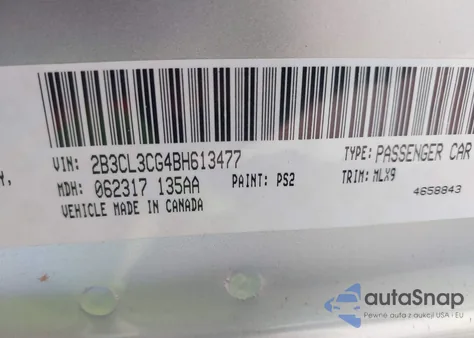 Y,
VIN: 2B3CL3CG4BH613477 TYPE: PASSENGER CAR
MDH: 062317 135AA PAINT: PS2 TRIM: MLX9
VEHICLE MADE IN CANADA 4658843
autoSnap
Pewne auta z aukcji USA i EU